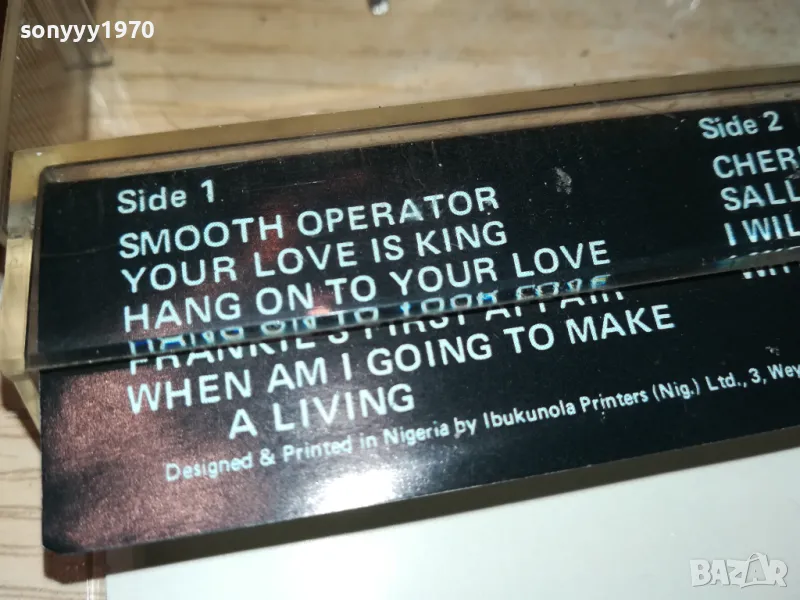 sonyyy1970
Side 1
SMOOTH OPERATOR
YOUR LOVE IS KING
HANG ON TO YOUR LOVE
FRANKIE'S FIRST AFFAIR
WHEN AM I GOING TO MAKE
A LIVING
Designed & Printed in Nigeria by Ibukunola Printers (Nig.) Ltd., 3, Wey
Side 2
CHER
SALL
I WIL
BAZAR